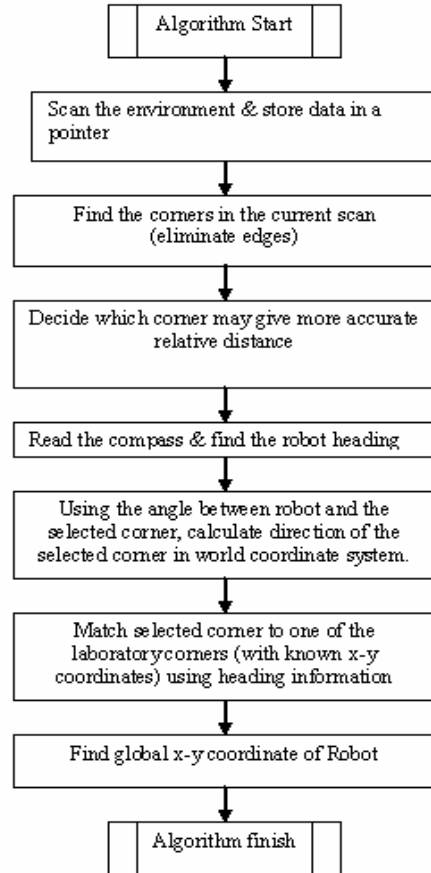 Algorithm Start
Scan the environment & store data in a
pointer
Find the corners in the current scan
(eliminate edges)
Decide which corner may give more accurate
relative distance
Read the compass & find the robot heading
Using the angle between robot and the
selected corner, calculate direction of the
selected corner in world coordinate system.
Match selected corner to one of the
laboratory corners (with known x-y
coordinates) using heading information
Find global x-y coordinate of Robot
Algorithm finish